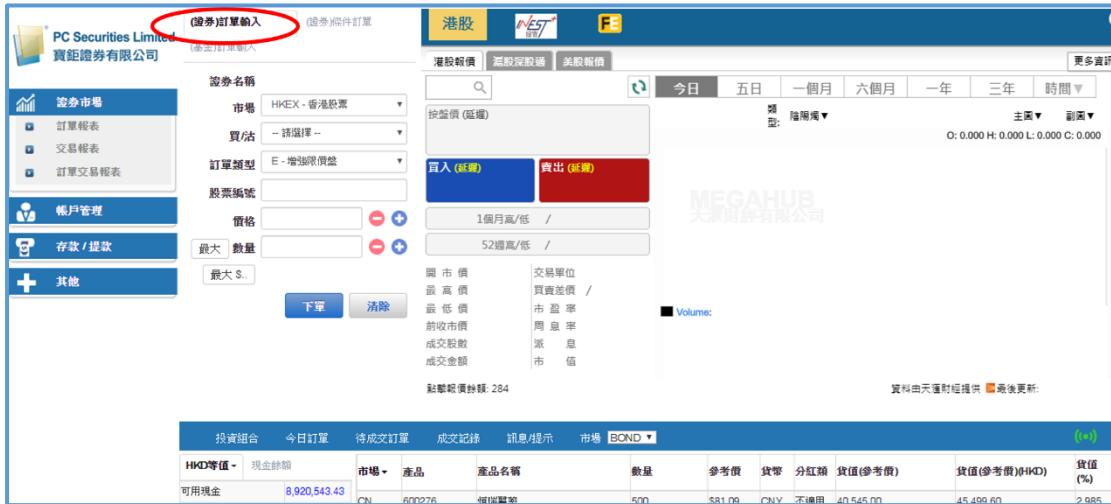 (證券)訂單輸入
(證券)條件訂單
(基金)訂單輸入
PC Securities Limited
寶鉅證券有限公司
證券市場
訂單報表
交易報表
訂單交易報表
帳戶管理
存款 / 提款
其他
證券名稱
市場 HKEX - 香港股票
買/沽 -- 請選擇 --
訂單類型 E - 增強限價盤
股票編號
價格
最大 數量
最大 $..
下單 清除
港股 INVEST+ FE
港股報價 滬股深股通 美股報價 更多資訊
按盤價 (延遲)
買入 (延遲) 賣出 (延遲)
1個月高/低 /
52週高/低 /
開市價 交易單位
最高價 買賣差價 /
最低價 市盈率
前收市價 周息率
成交股數 派息
成交金額 市值
點擊報價餘額: 284
今日 五日 一個月 六個月 一年 三年 時間▼
類型: 陰陽燭▼ 主圖▼ 副圖▼
O: 0.000 H: 0.000 L: 0.000 C: 0.000
MEGAHUB
天滙財經有限公司
Volume:
資料由天滙財經提供 最後更新:
投資組合 今日訂單 待成交訂單 成交記錄 訊息/提示 市場 BOND
HKD等值 現金餘額
可用現金 8,920,543.43
市場 產品 產品名稱 數量 參考價 貨幣 分紅類 貨值(參考價) 貨值(參考價)(HKD) 貨值(%)
CN 600276 恒瑞醫藥 500 $81.09 CNY 不適用 40,545.00 45,499.60 2.985